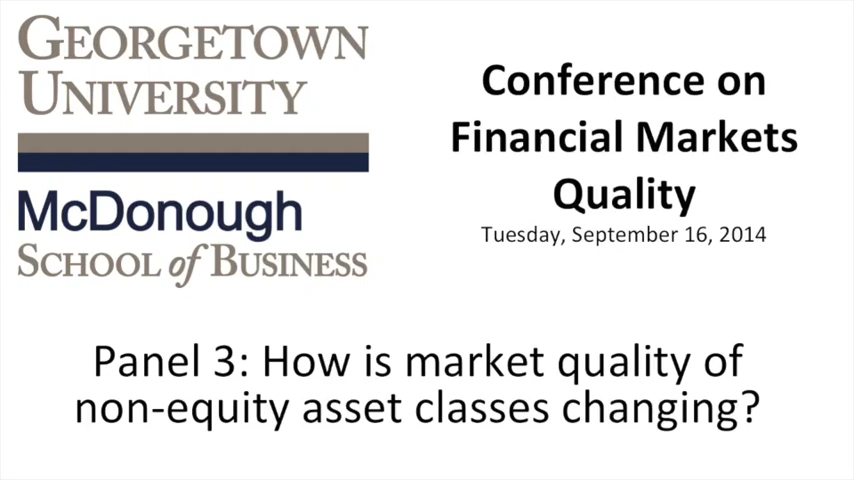 GEORGETOWN
UNIVERSITY
McDonough
SCHOOL of BUSINESS
Conference on
Financial Markets
Quality
Tuesday, September 16, 2014
Panel 3: How is market quality of
non-equity asset classes changing?